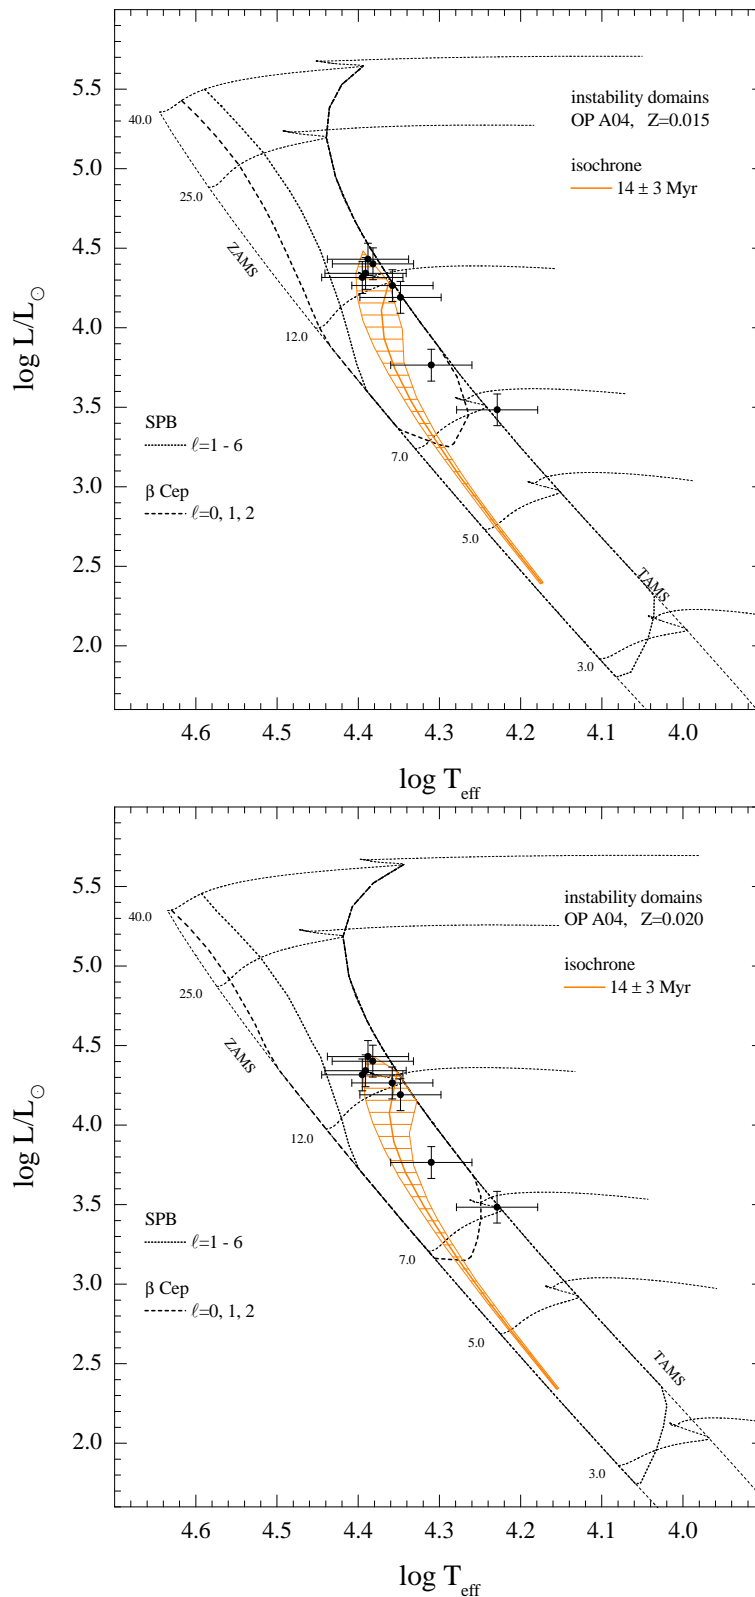 5.5
5.0
4.5
4.0
3.5
3.0
2.5
2.0
log L/L⊙
40.0
25.0
ZAMS
12.0
7.0
5.0
3.0
TAMS
instability domains
OP A04, Z=0.015
isochrone
14 ± 3 Myr
SPB
ℓ=1 - 6
β Cep
ℓ=0, 1, 2
4.6 4.5 4.4 4.3 4.2 4.1 4.0
log Teff
5.5
5.0
4.5
4.0
3.5
3.0
2.5
2.0
log L/L⊙
40.0
25.0
ZAMS
12.0
7.0
5.0
3.0
TAMS
instability domains
OP A04, Z=0.020
isochrone
14 ± 3 Myr
SPB
ℓ=1 - 6
β Cep
ℓ=0, 1, 2
4.6 4.5 4.4 4.3 4.2 4.1 4.0
log Teff